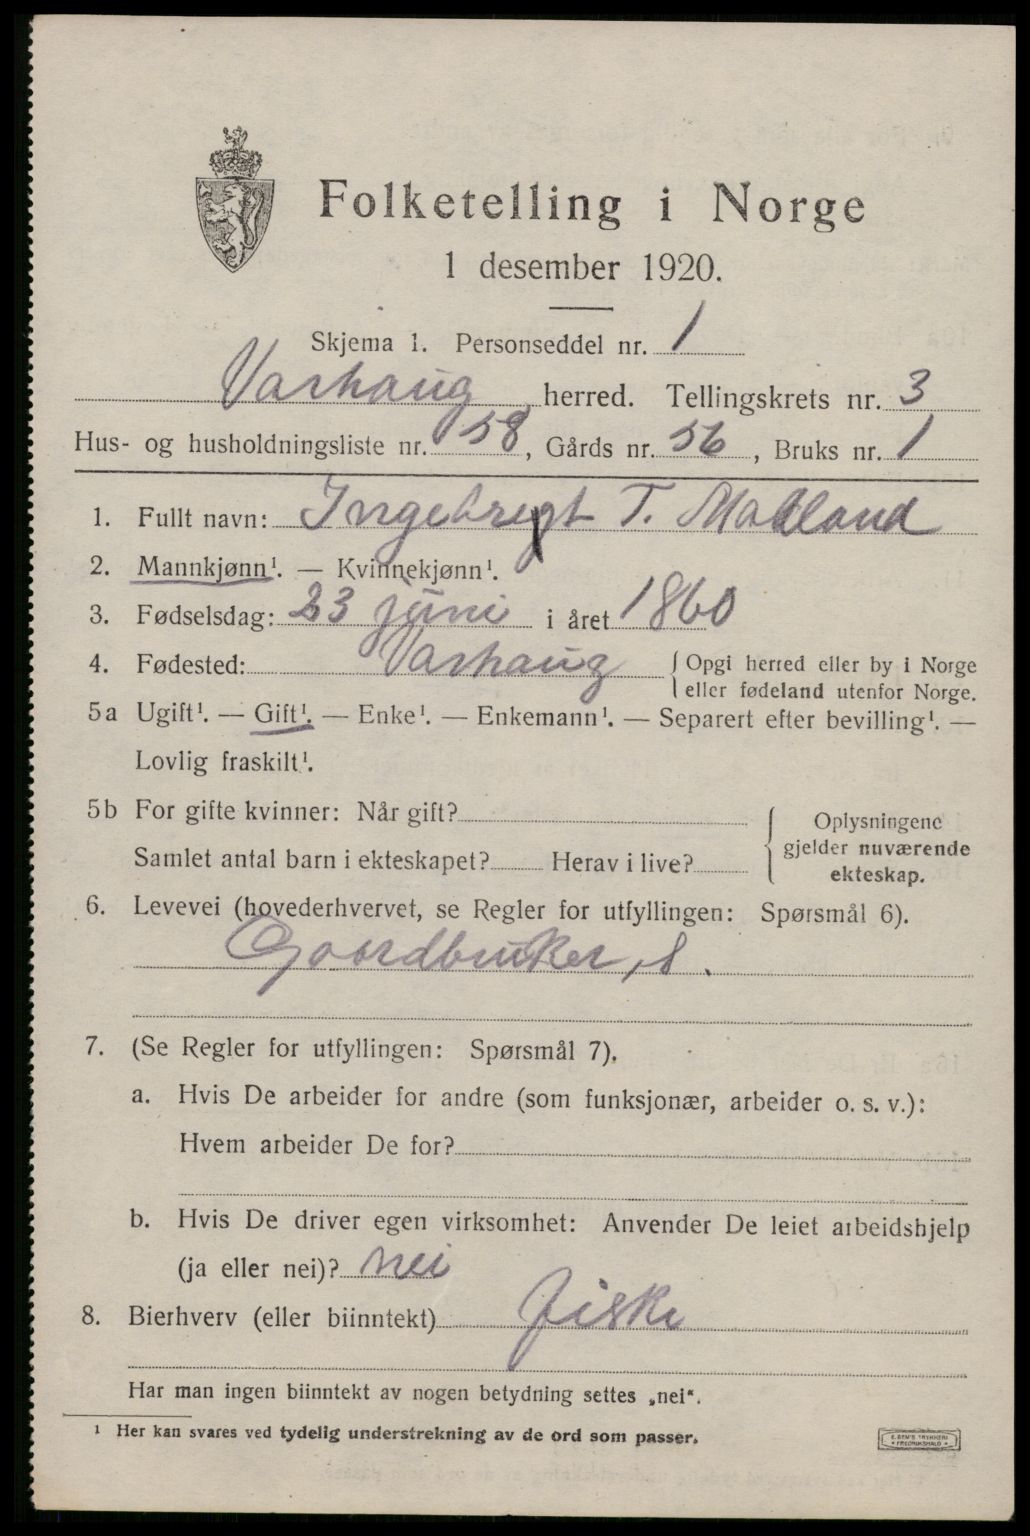 Folketelling i Norge
1 desember 1920.
Skjema 1. Personseddel nr. 1
Varhaug herred. Tellingskrets nr. 3
Hus- og husholdningsliste nr. 58, Gårds nr. 56, Bruks nr. 1
1. Fullt navn: Ingebregt T. Matland
2. Mannkjønn¹. — Kvinnekjønn¹.
3. Fødselsdag: 23 juni i året 1860
4. Fødested: Varhaug { Opgi herred eller by i Norge
eller fødeland utenfor Norge.
5a Ugift¹. — Gift¹. — Enke¹. — Enkemann¹. — Separert efter bevilling¹. —
Lovlig fraskilt¹.
5b For gifte kvinner: Når gift?
Samlet antal barn i ekteskapet? Herav i live?
{ Oplysningene
gjelder nuværende
ekteskap.
6. Levevei (hovederhvervet, se Regler for utfyllingen: Spørsmål 6).
Gaardbruker, S.
7. (Se Regler for utfyllingen: Spørsmål 7).
a. Hvis De arbeider for andre (som funksjonær, arbeider o. s. v.):
Hvem arbeider De for?
b. Hvis De driver egen virksomhet: Anvender De leiet arbeidshjelp
(ja eller nei)? nei
8. Bierhverv (eller biinntekt) fiske
Har man ingen biinntekt av nogen betydning settes „nei“.
¹ Her kan svares ved tydelig understrekning av de ord som passer.
E. SEM'S TRYKKERI
FREDRIKSHALD